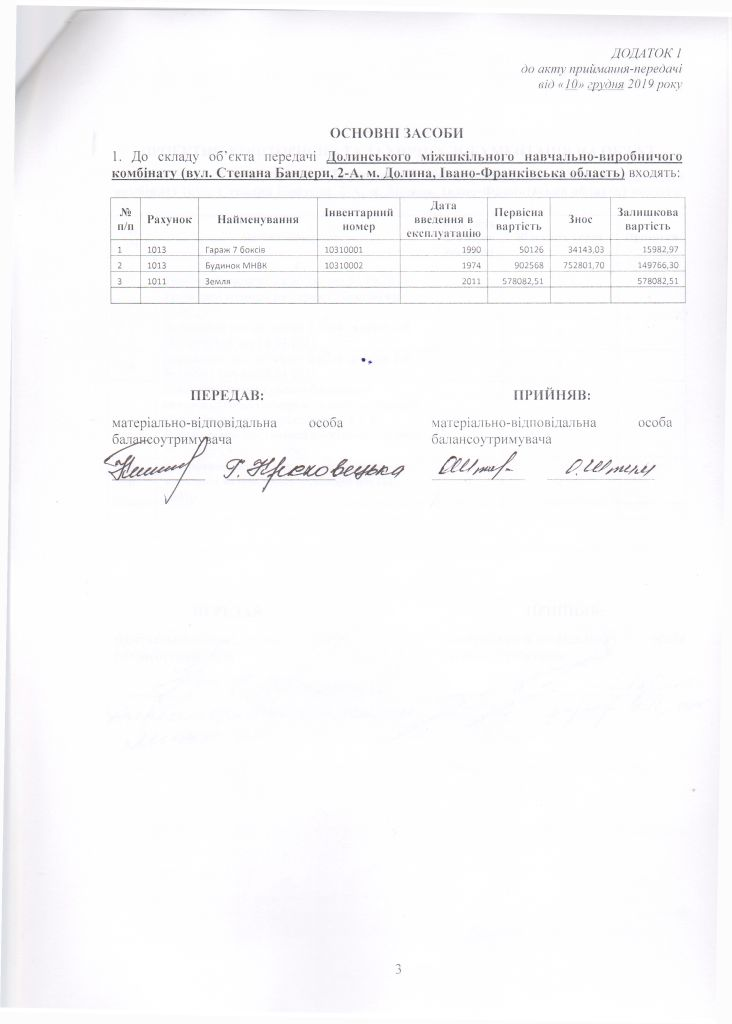 ДОДАТОК 1
до акту приймання-передачі
від «10» грудня 2019 року
ОСНОВНІ ЗАСОБИ
1. До складу об’єкта передачі Долинського міжшкільного навчально-виробничого
комбінату (вул. Степана Бандери, 2-А, м. Долина, Івано-Франківська область) входять:
№ п/п Рахунок Найменування Інвентарний номер Дата введення в експлуатацію Первісна вартість Знос Залишкова вартість
1 1013 Гараж 7 боксів 10310001 1990 50126 34143,03 15982,97
2 1013 Будинок МНВК 10310002 1974 902568 752801,70 149766,30
3 1011 Земля 2011 578082,51 578082,51
ПЕРЕДАВ: ПРИЙНЯВ:
матеріально-відповідальна особа матеріально-відповідальна особа
балансоутримувача балансоутримувача
Г. Крековецька
3